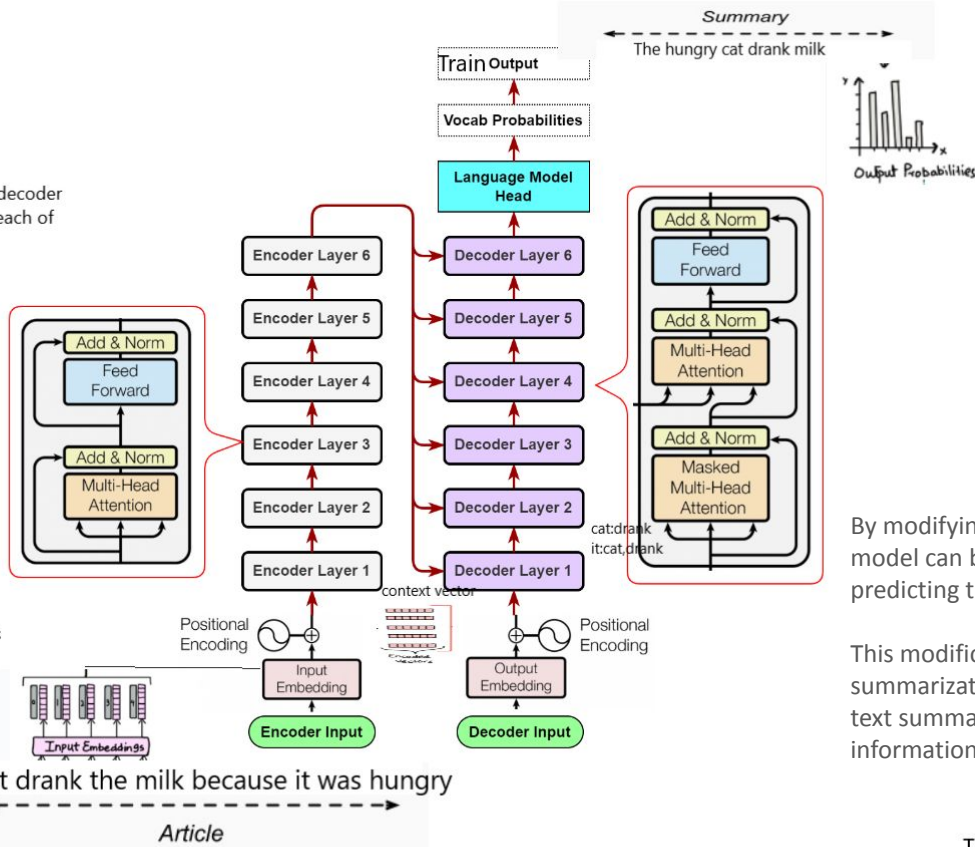 Summary
The hungry cat drank milk
Train Output
Vocab Probabilities
Language Model
Head
y
x
Output Probabilities
decoder
each of
Encoder Layer 6
Encoder Layer 5
Encoder Layer 4
Encoder Layer 3
Encoder Layer 2
Encoder Layer 1
Decoder Layer 6
Decoder Layer 5
Decoder Layer 4
Decoder Layer 3
Decoder Layer 2
Decoder Layer 1
Add & Norm
Feed
Forward
Add & Norm
Multi-Head
Attention
Add & Norm
Feed
Forward
Add & Norm
Multi-Head
Attention
Add & Norm
Masked
Multi-Head
Attention
cat:drank
it:cat,drank
context vector
Positional
Encoding
Input
Embedding
Encoder Input
Output
Embedding
Decoder Input
Positional
Encoding
Input Embeddings
t drank the milk because it was hungry
Article
By modifyin
model can b
predicting t
This modific
summarizat
text summa
information
T